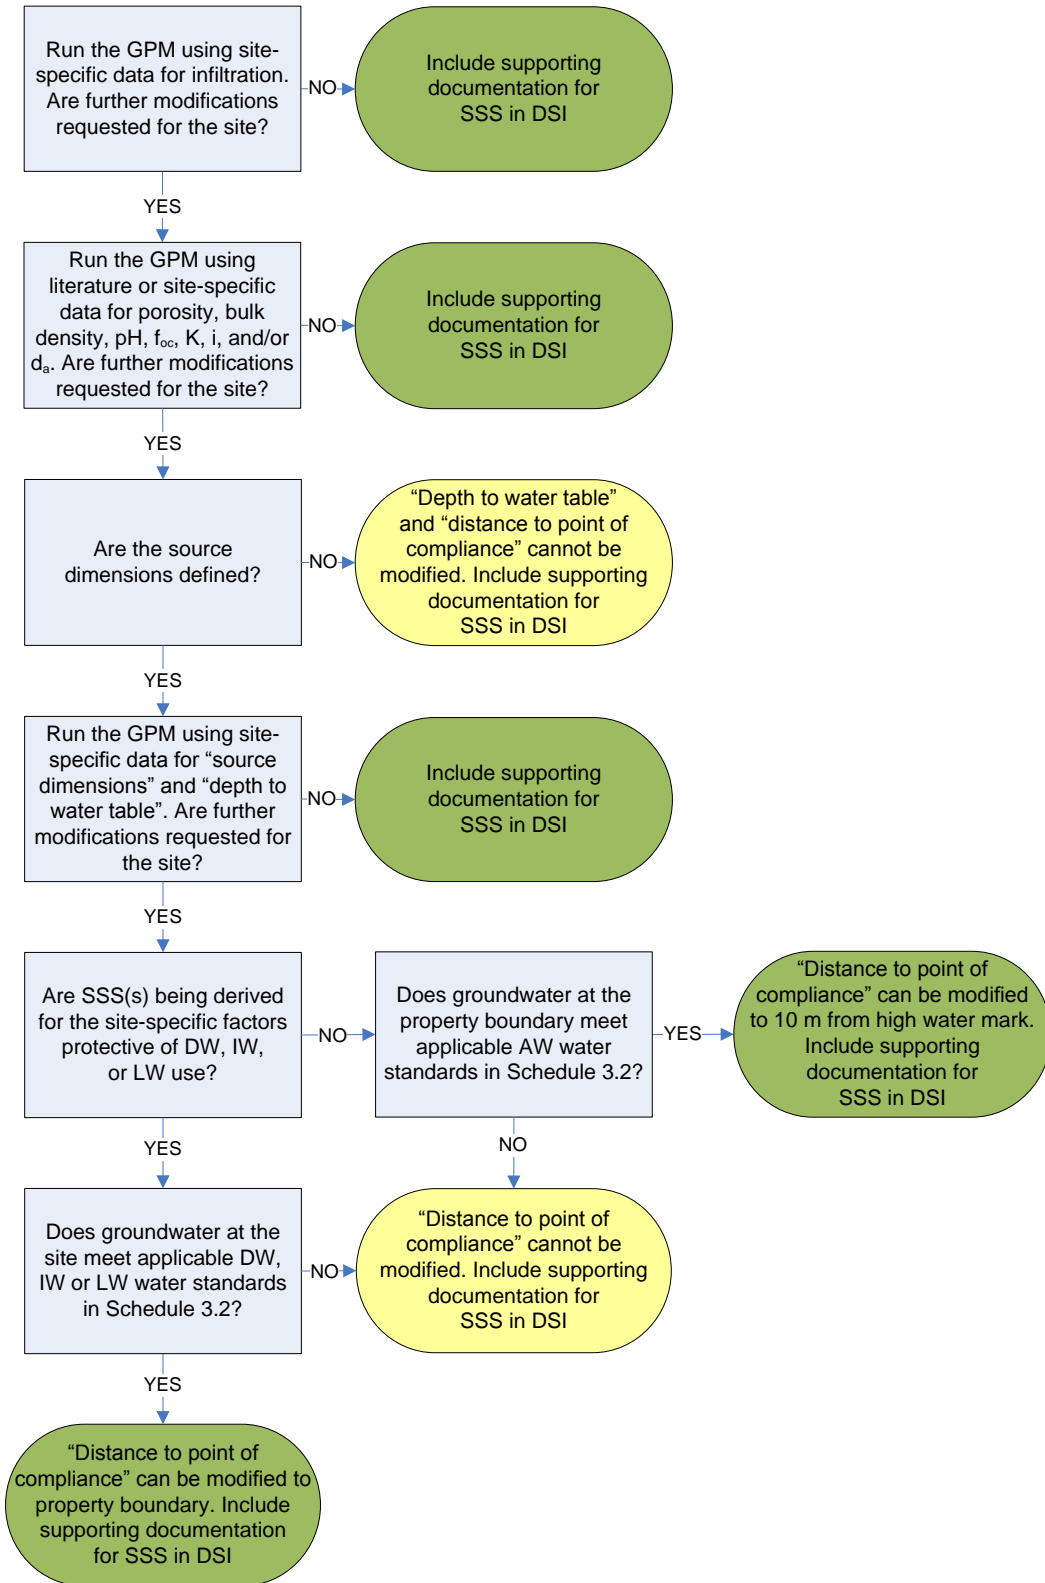 Run the GPM using site-
specific data for infiltration.
Are further modifications
requested for the site?
NO
Include supporting
documentation for
SSS in DSI
YES
Run the GPM using
literature or site-specific
data for porosity, bulk
density, pH, foc, K, i, and/or
da. Are further modifications
requested for the site?
NO
Include supporting
documentation for
SSS in DSI
YES
Are the source
dimensions defined?
NO
“Depth to water table”
and “distance to point of
compliance” cannot be
modified. Include supporting
documentation for
SSS in DSI
YES
Run the GPM using site-
specific data for “source
dimensions” and “depth to
water table”. Are further
modifications requested for
the site?
NO
Include supporting
documentation for
SSS in DSI
YES
Are SSS(s) being derived
for the site-specific factors
protective of DW, IW,
or LW use?
NO
Does groundwater at the
property boundary meet
applicable AW water
standards in Schedule 3.2?
YES
“Distance to point of
compliance” can be modified
to 10 m from high water mark.
Include supporting
documentation for
SSS in DSI
YES
NO
Does groundwater at the
site meet applicable DW,
IW or LW water standards
in Schedule 3.2?
NO
“Distance to point of
compliance” cannot be
modified. Include supporting
documentation for
SSS in DSI
YES
“Distance to point of
compliance” can be modified to
property boundary. Include
supporting documentation
for SSS in DSI